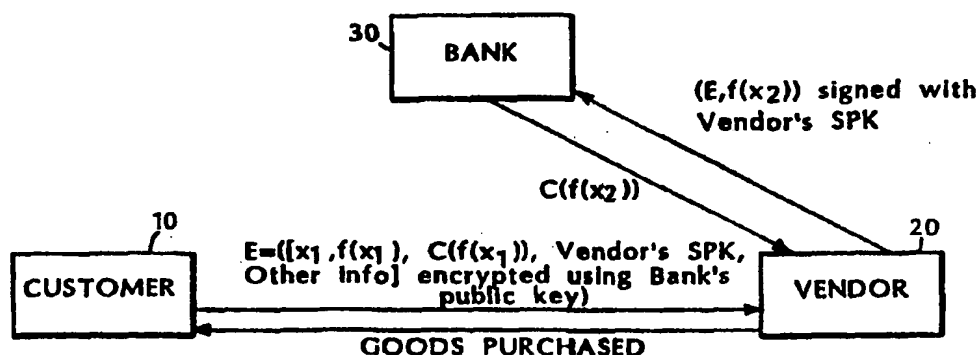 30
BANK
(E,f(x2)) signed with
Vendor's SPK
C(f(x2))
10
20
E=([x1,f(x1), C(f(x1)), Vendor's SPK,
Other Info] encrypted using Bank's
public key)
CUSTOMER
VENDOR
GOODS PURCHASED